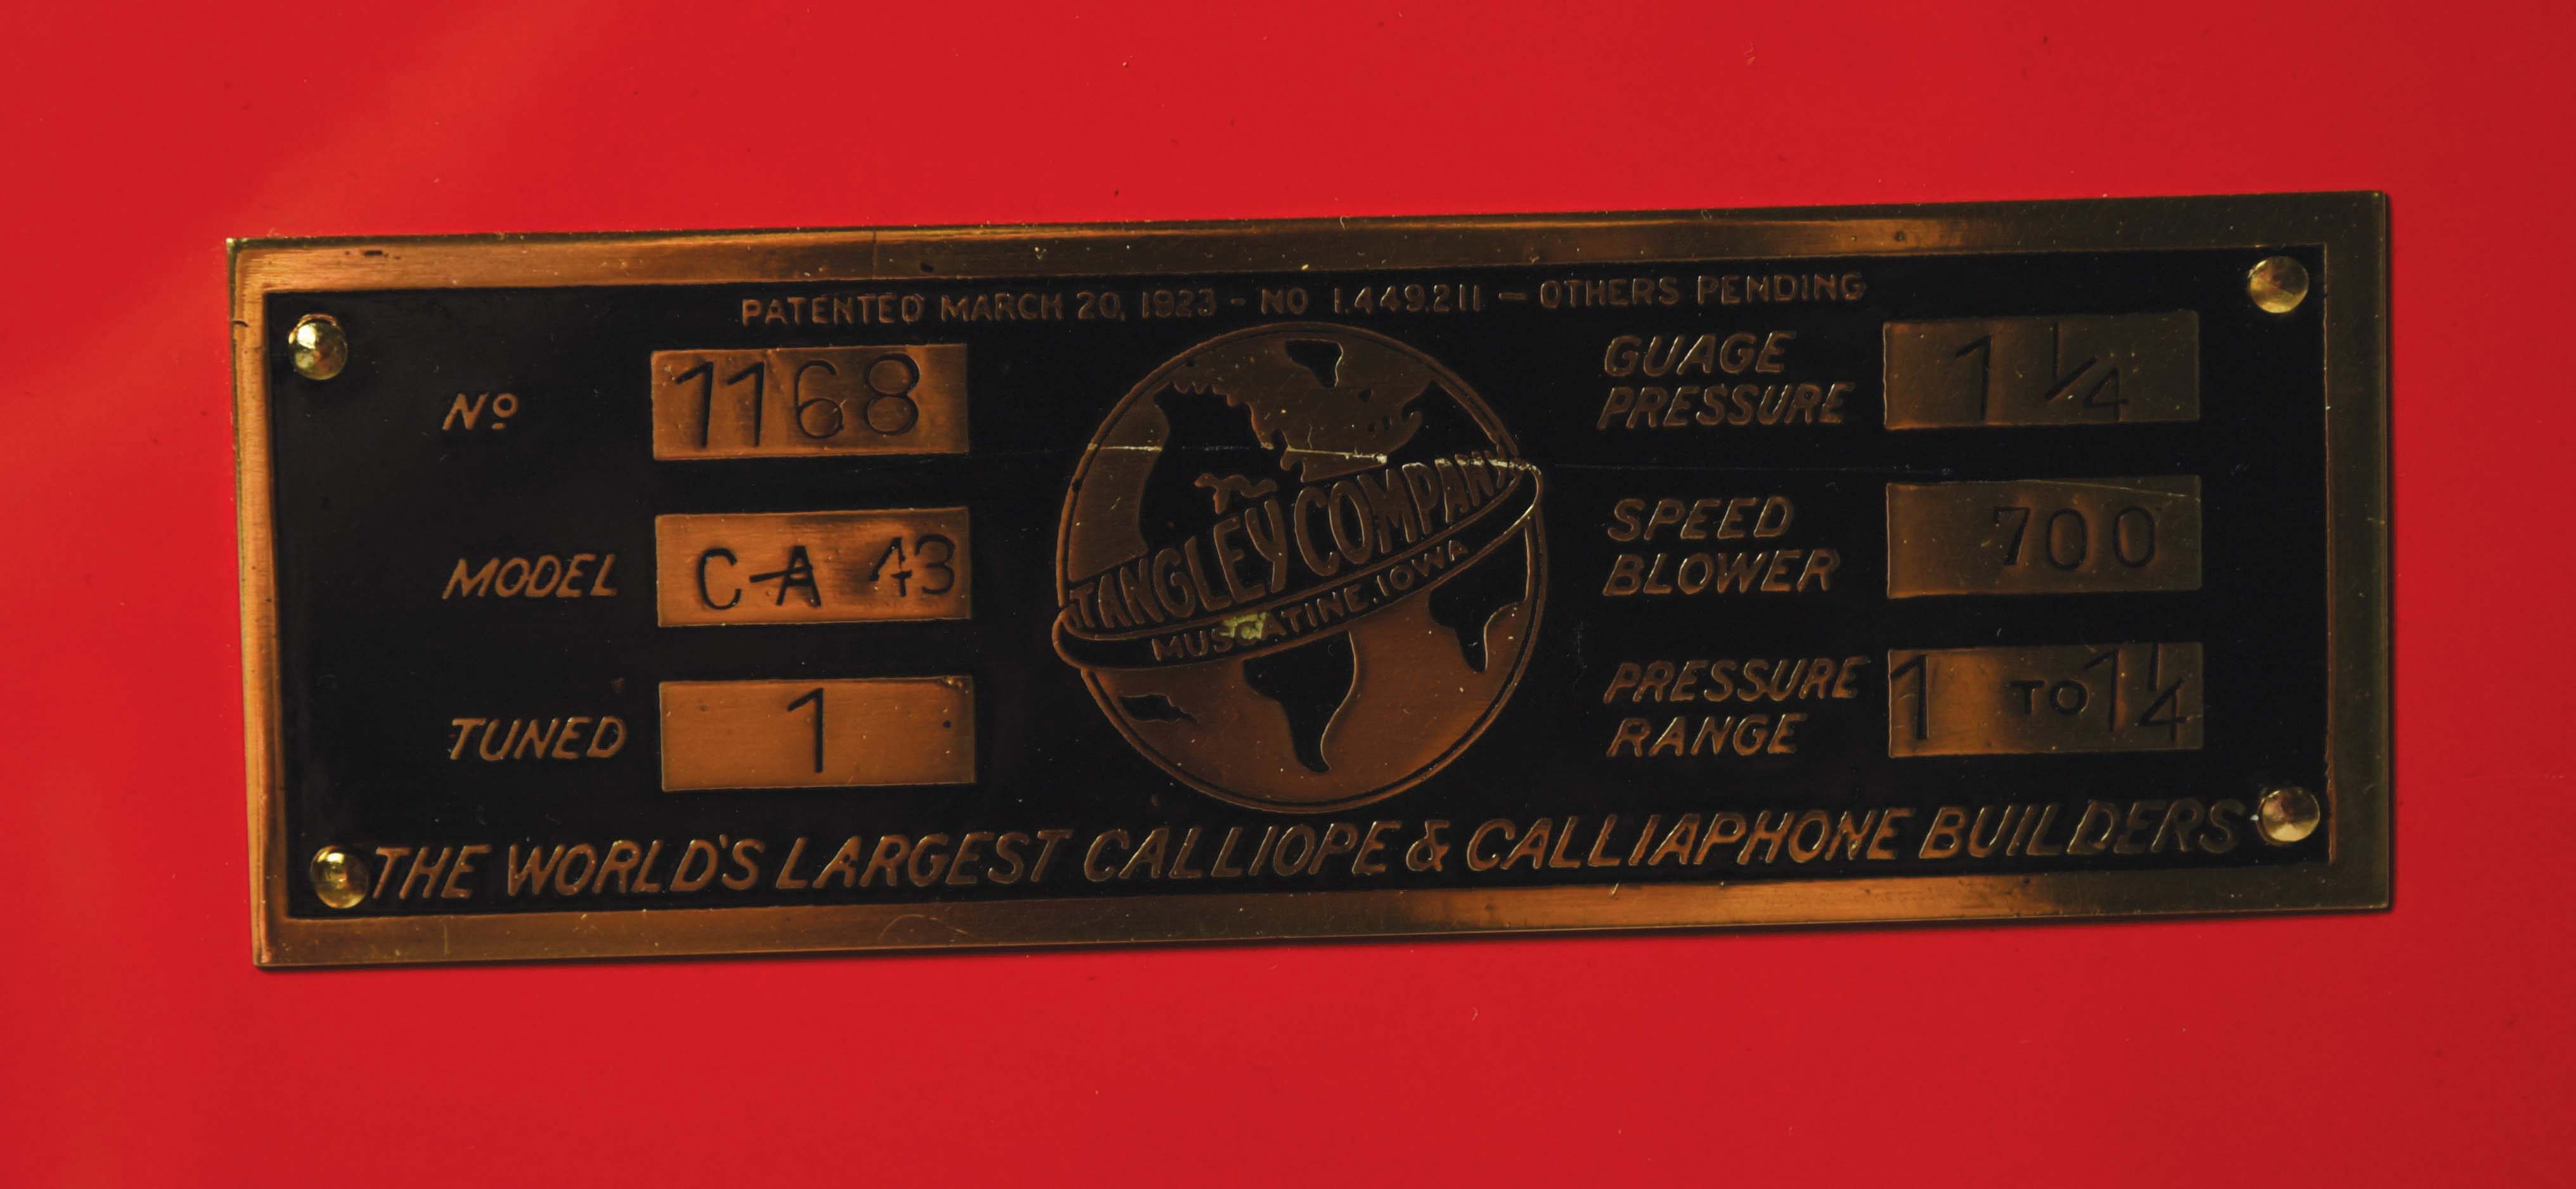 PATENTED MARCH 20, 1923 - NO 1,449,211 - OTHERS PENDING
Nº 1168
MODEL CA 43
TUNED 1
The
TANGLEY COMPANY
MUSCATINE, IOWA
GUAGE
PRESSURE 1 1/4
SPEED
BLOWER 700
PRESSURE
RANGE 1 TO 1 1/4
THE WORLD'S LARGEST CALLIOPE & CALLIAPHONE BUILDERS